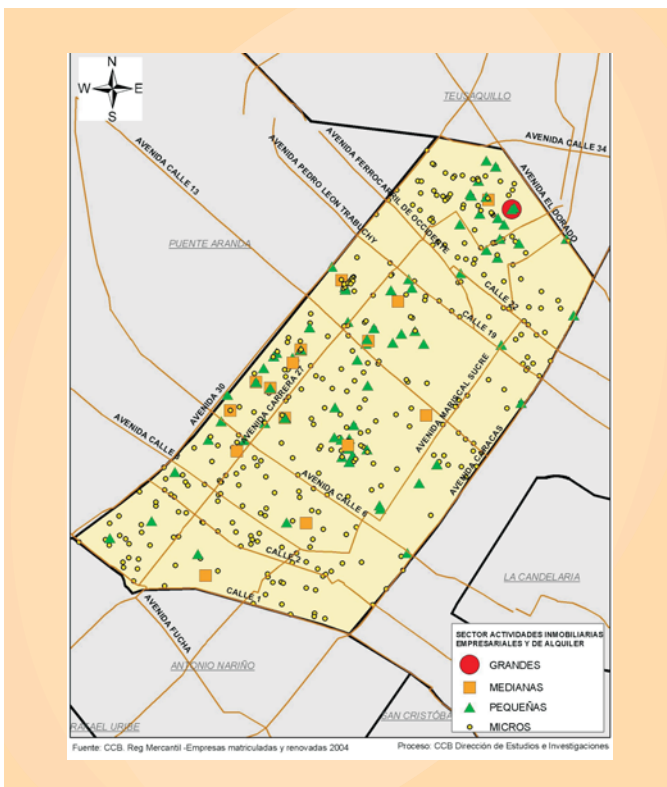 N
W E
S
TEUSAQUILLO
AVENIDA CALLE 34
AVENIDA CALLE 13
AVENIDA PEDRO LEON TRABUCHY
AVENIDA FERROCARRIL DE OCCIDENTE
AVENIDA EL DORADO
PUENTE ARANDA
CALLE 22
CALLE 19
AVENIDA MARISCAL SUCRE
AVENIDA 30
AVENIDA CARRERA 27
AVENIDA CALLE
AVENIDA CARACAS
AVENIDA CALLE 6
CALLE 2
LA CANDELARIA
CALLE 1
AVENIDA FUCHA
ANTONIO NARIÑO
SAN CRISTÓBA
RAFAEL URIBE
SECTOR ACTIVIDADES INMOBILIARIAS
EMPRESARIALES Y DE ALQUILER
GRANDES
MEDIANAS
PEQUEÑAS
MICROS
Fuente: CCB. Reg Mercantil -Empresas matriculadas y renovadas 2004
Proceso: CCB Dirección de Estudios e Investigaciones